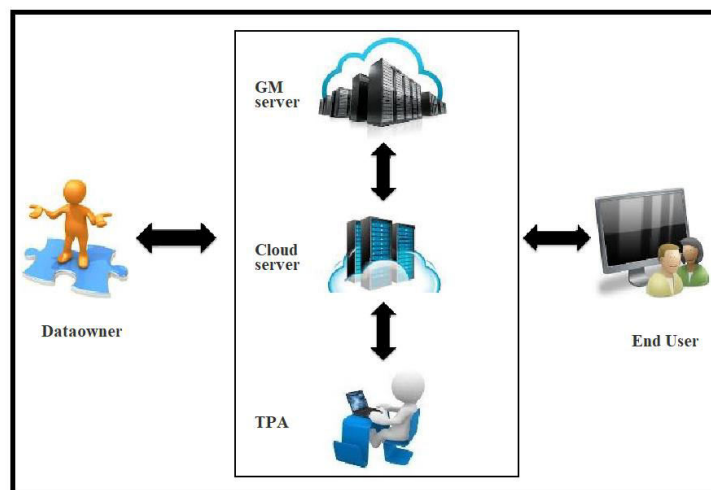 GM
server
Cloud
server
Dataowner
End User
TPA